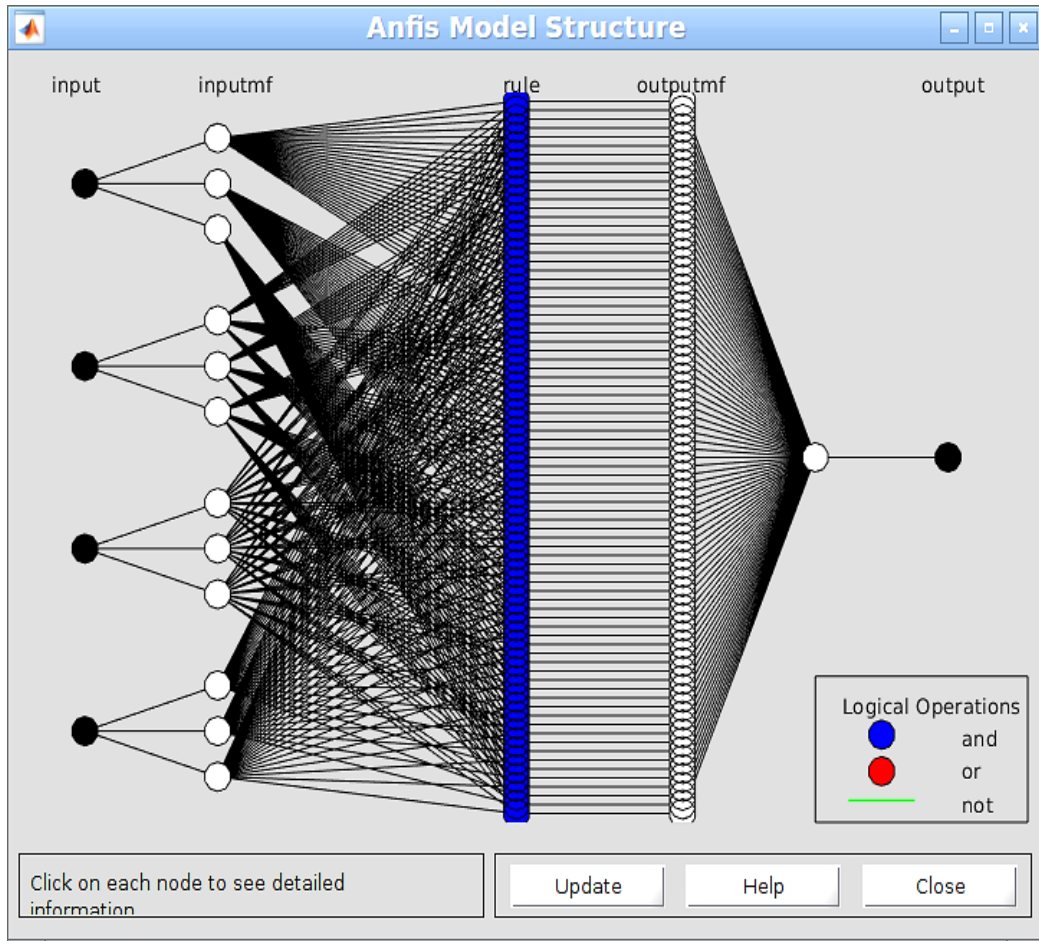 Anfis Model Structure
input inputmf rule outputmf output
Logical Operations
and
or
not
Click on each node to see detailed
information
Update Help Close